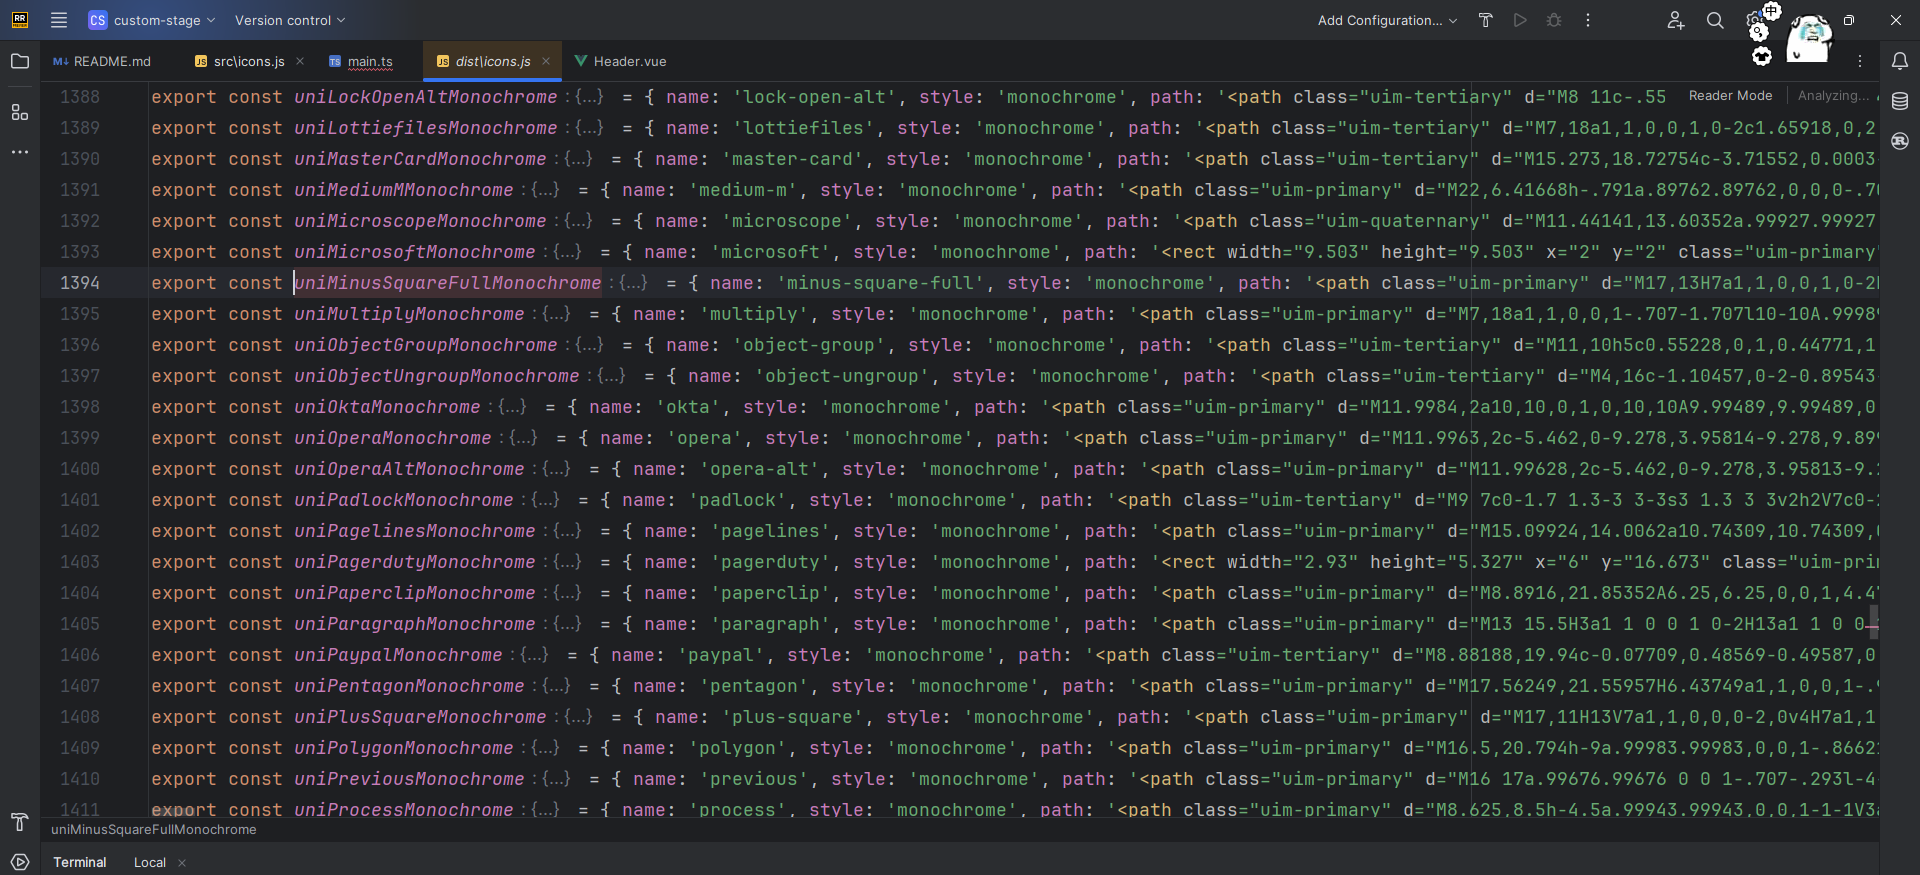 RR
CS custom-stage Version control Add Configuration...
中
M↓ README.md JS src\icons.js TS main.ts JS dist\icons.js Header.vue
Reader Mode Analyzing...
1388 export const uniLockOpenAltMonochrome :{...} = { name: 'lock-open-alt', style: 'monochrome', path: '<path class="uim-tertiary" d="M8 11c-.55
1389 export const uniLottiefilesMonochrome :{...} = { name: 'lottiefiles', style: 'monochrome', path: '<path class="uim-tertiary" d="M7,18a1,1,0,0,1,0-2c1.65918,0,2
1390 export const uniMasterCardMonochrome :{...} = { name: 'master-card', style: 'monochrome', path: '<path class="uim-tertiary" d="M15.273,18.72754c-3.71552,0.0003
1391 export const uniMediumMMonochrome :{...} = { name: 'medium-m', style: 'monochrome', path: '<path class="uim-primary" d="M22,6.41668h-.791a.89762.89762,0,0,0-.70
1392 export const uniMicroscopeMonochrome :{...} = { name: 'microscope', style: 'monochrome', path: '<path class="uim-quaternary" d="M11.44141,13.60352a.99927.99927
1393 export const uniMicrosoftMonochrome :{...} = { name: 'microsoft', style: 'monochrome', path: '<rect width="9.503" height="9.503" x="2" y="2" class="uim-primary"
1394 export const uniMinusSquareFullMonochrome :{...} = { name: 'minus-square-full', style: 'monochrome', path: '<path class="uim-primary" d="M17,13H7a1,1,0,0,1,0-2
1395 export const uniMultiplyMonochrome :{...} = { name: 'multiply', style: 'monochrome', path: '<path class="uim-primary" d="M7,18a1,1,0,0,1-.707-1.707l10-10A.9998
1396 export const uniObjectGroupMonochrome :{...} = { name: 'object-group', style: 'monochrome', path: '<path class="uim-tertiary" d="M11,10h5c0.55228,0,1,0.44771,1
1397 export const uniObjectUngroupMonochrome :{...} = { name: 'object-ungroup', style: 'monochrome', path: '<path class="uim-tertiary" d="M4,16c-1.10457,0-2-0.89543
1398 export const uniOktaMonochrome :{...} = { name: 'okta', style: 'monochrome', path: '<path class="uim-primary" d="M11.9984,2a10,10,0,1,0,10,10A9.99489,9.99489,0
1399 export const uniOperaMonochrome :{...} = { name: 'opera', style: 'monochrome', path: '<path class="uim-primary" d="M11.9963,2c-5.462,0-9.278,3.95814-9.278,9.89
1400 export const uniOperaAltMonochrome :{...} = { name: 'opera-alt', style: 'monochrome', path: '<path class="uim-primary" d="M11.99628,2c-5.462,0-9.278,3.95813-9.
1401 export const uniPadlockMonochrome :{...} = { name: 'padlock', style: 'monochrome', path: '<path class="uim-tertiary" d="M9 7c0-1.7 1.3-3 3-3s3 1.3 3 3v2h2V7c0-
1402 export const uniPagelinesMonochrome :{...} = { name: 'pagelines', style: 'monochrome', path: '<path class="uim-primary" d="M15.09924,14.0062a10.74309,10.74309,
1403 export const uniPagerdutyMonochrome :{...} = { name: 'pagerduty', style: 'monochrome', path: '<rect width="2.93" height="5.327" x="6" y="16.673" class="uim-pri
1404 export const uniPaperclipMonochrome :{...} = { name: 'paperclip', style: 'monochrome', path: '<path class="uim-primary" d="M8.8916,21.85352A6.25,6.25,0,0,1,4.4
1405 export const uniParagraphMonochrome :{...} = { name: 'paragraph', style: 'monochrome', path: '<path class="uim-primary" d="M13 15.5H3a1 1 0 0 1 0-2H13a1 1 0 0
1406 export const uniPaypalMonochrome :{...} = { name: 'paypal', style: 'monochrome', path: '<path class="uim-tertiary" d="M8.88188,19.94c-0.07709,0.48569-0.49587,0
1407 export const uniPentagonMonochrome :{...} = { name: 'pentagon', style: 'monochrome', path: '<path class="uim-primary" d="M17.56249,21.55957H6.43749a1,1,0,0,1-.
1408 export const uniPlusSquareMonochrome :{...} = { name: 'plus-square', style: 'monochrome', path: '<path class="uim-primary" d="M17,11H13V7a1,1,0,0,0-2,0v4H7a1,1
1409 export const uniPolygonMonochrome :{...} = { name: 'polygon', style: 'monochrome', path: '<path class="uim-primary" d="M16.5,20.794h-9a.99983.99983,0,0,1-.8662
1410 export const uniPreviousMonochrome :{...} = { name: 'previous', style: 'monochrome', path: '<path class="uim-primary" d="M16 17a.99676.99676 0 0 1-.707-.293l-4
1411 export const uniProcessMonochrome :{...} = { name: 'process', style: 'monochrome', path: '<path class="uim-primary" d="M8.625,8.5h-4.5a.99943.99943,0,0,1-1-1V3
uniMinusSquareFullMonochrome
Terminal Local